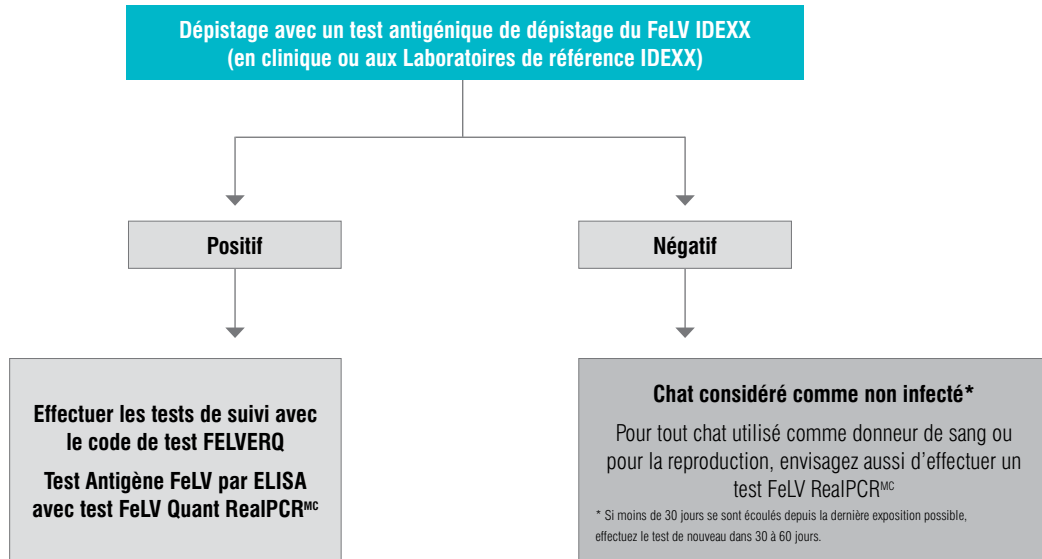 Dépistage avec un test antigénique de dépistage du FeLV IDEXX
(en clinique ou aux Laboratoires de référence IDEXX)
Positif
Négatif
Effectuer les tests de suivi avec
le code de test FELVERQ
Test Antigène FeLV par ELISA
avec test FeLV Quant RealPCRᴹᶜ
Chat considéré comme non infecté*
Pour tout chat utilisé comme donneur de sang ou
pour la reproduction, envisagez aussi d’effectuer un
test FeLV RealPCRᴹᶜ
* Si moins de 30 jours se sont écoulés depuis la dernière exposition possible,
effectuez le test de nouveau dans 30 à 60 jours.